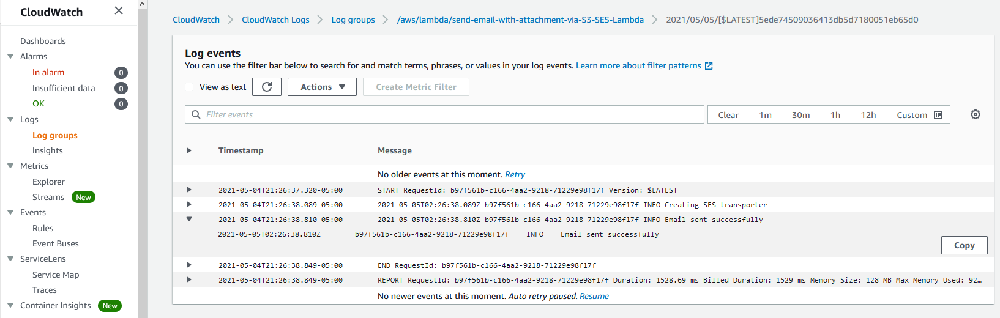 CloudWatch
Dashboards
Alarms
In alarm 0
Insufficient data 0
OK 0
Logs
Log groups
Insights
Metrics
Explorer
Streams New
Events
Rules
Event Buses
ServiceLens
Service Map
Traces
Container Insights New
CloudWatch > CloudWatch Logs > Log groups > /aws/lambda/send-email-with-attachment-via-S3-SES-Lambda > 2021/05/05/[$LATEST]5ede74509036413db5d7180051eb65d0
Log events
You can use the filter bar below to search for and match terms, phrases, or values in your log events. Learn more about filter patterns
View as text Actions Create Metric Filter
Filter events Clear 1m 30m 1h 12h Custom
Timestamp Message
No older events at this moment. Retry
2021-05-04T21:26:37.320-05:00 START RequestId: b97f561b-c166-4aa2-9218-71229e98f17f Version: $LATEST
2021-05-04T21:26:38.089-05:00 2021-05-05T02:26:38.089Z b97f561b-c166-4aa2-9218-71229e98f17f INFO Creating SES transporter
2021-05-04T21:26:38.810-05:00 2021-05-05T02:26:38.810Z b97f561b-c166-4aa2-9218-71229e98f17f INFO Email sent successfully
2021-05-05T02:26:38.810Z b97f561b-c166-4aa2-9218-71229e98f17f INFO Email sent successfully
Copy
2021-05-04T21:26:38.849-05:00 END RequestId: b97f561b-c166-4aa2-9218-71229e98f17f
2021-05-04T21:26:38.849-05:00 REPORT RequestId: b97f561b-c166-4aa2-9218-71229e98f17f Duration: 1528.69 ms Billed Duration: 1529 ms Memory Size: 128 MB Max Memory Used: 92…
No newer events at this moment. Auto retry paused. Resume